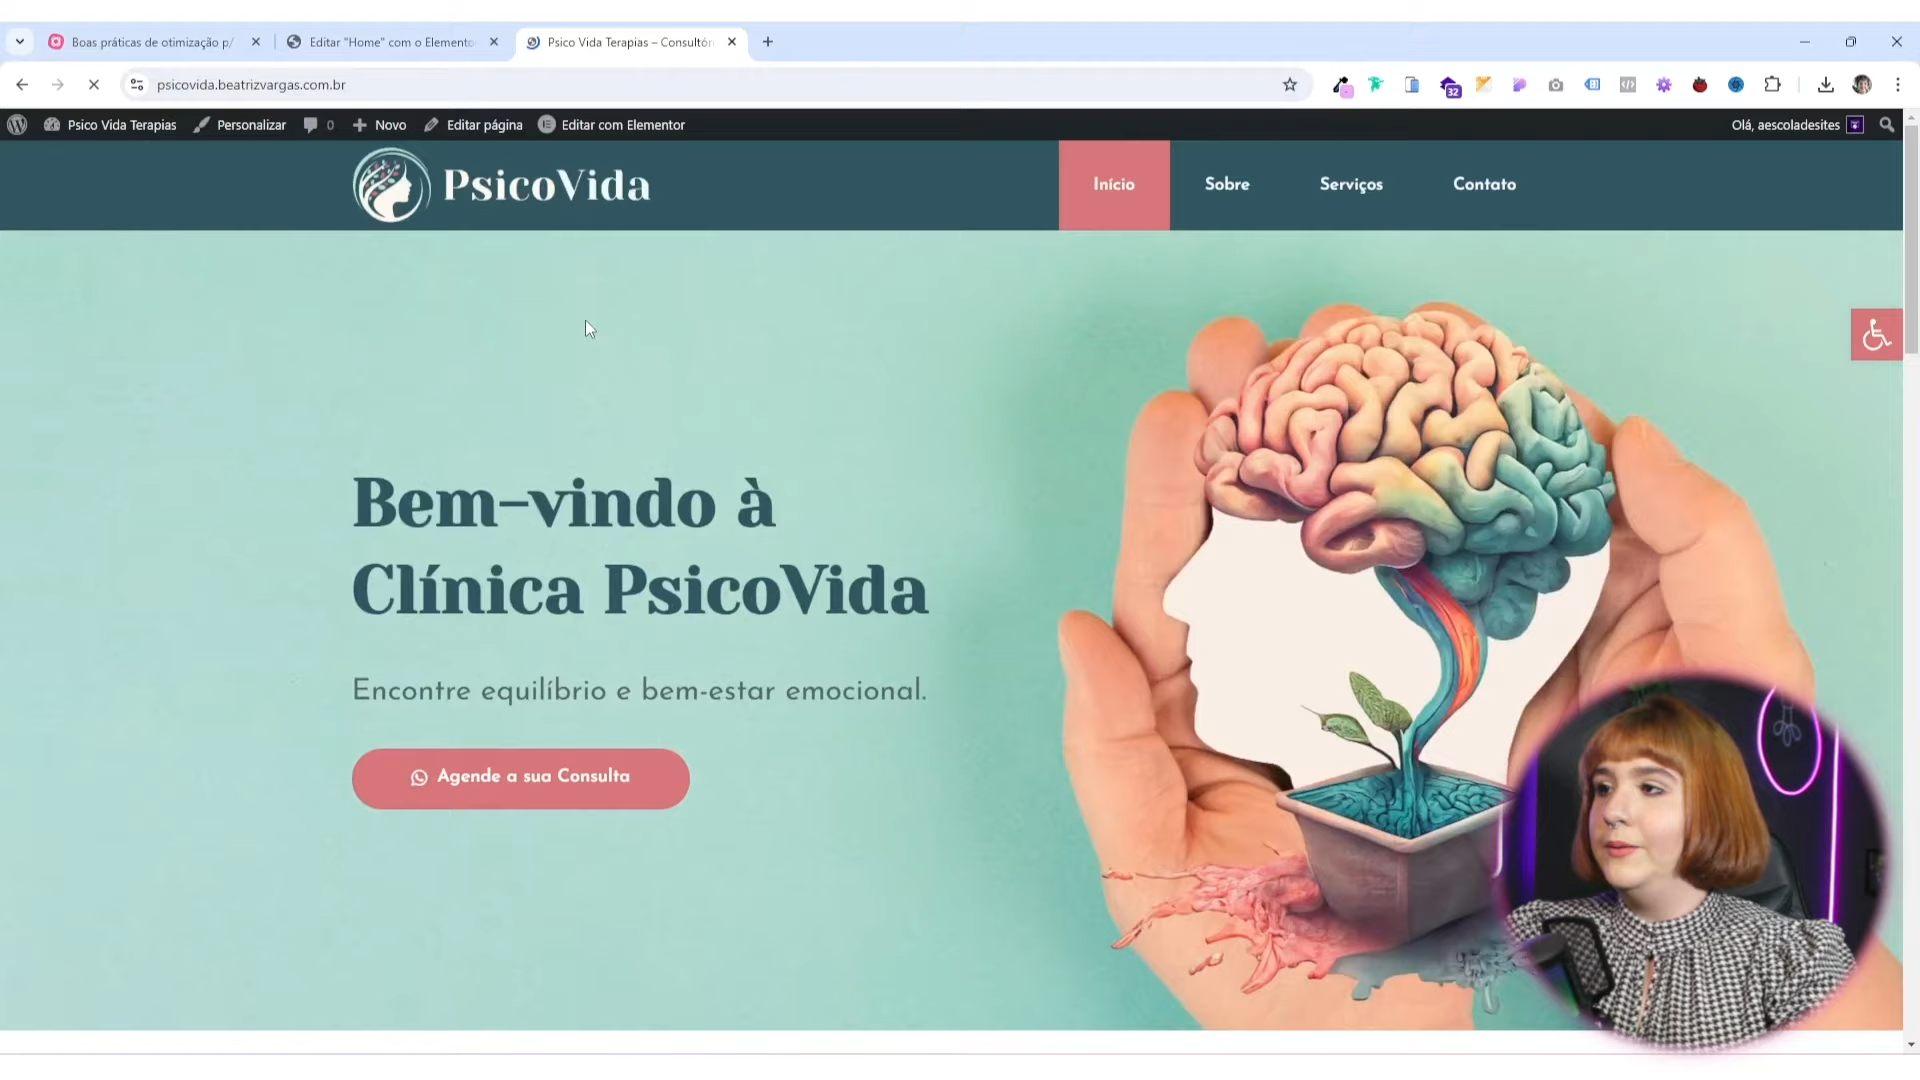 Boas práticas de otimização p/
Editar "Home" com o Elemento
Psico Vida Terapias – Consultóri
psicovida.beatrizvargas.com.br
32
Psico Vida Terapias
Personalizar
0
Novo
Editar página
Editar com Elementor
Olá, aescoladesites
PsicoVida
Início
Sobre
Serviços
Contato
Bem-vindo à
Clínica PsicoVida
Encontre equilíbrio e bem-estar emocional.
Agende a sua Consulta